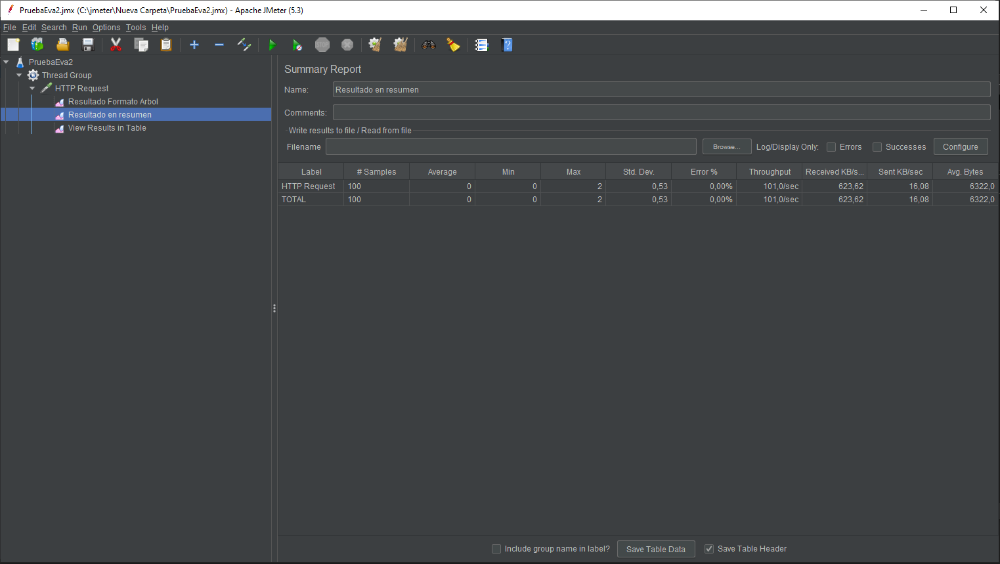 PruebaEva2.jmx (C:\jmeter\Nueva Carpeta\PruebaEva2.jmx) - Apache JMeter (5.3)
File Edit Search Run Options Tools Help
STOP
PruebaEva2
Thread Group
HTTP Request
Resultado Formato Arbol
Resultado en resumen
View Results in Table
Summary Report
Name: Resultado en resumen
Comments:
Write results to file / Read from file
Filename Browse... Log/Display Only: Errors Successes Configure
Label # Samples Average Min Max Std. Dev. Error % Throughput Received KB/s... Sent KB/sec Avg. Bytes
HTTP Request 100 0 0 2 0,53 0,00% 101,0/sec 623,62 16,08 6322,0
TOTAL 100 0 0 2 0,53 0,00% 101,0/sec 623,62 16,08 6322,0
Include group name in label? Save Table Data Save Table Header